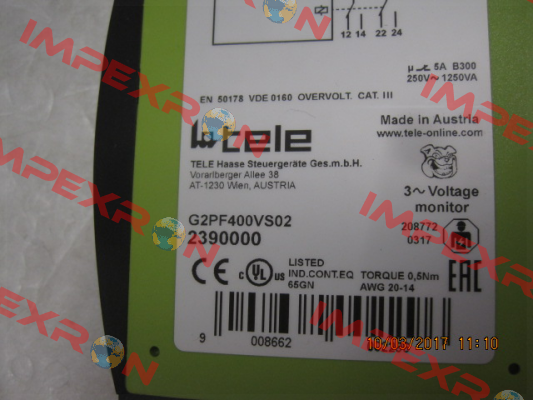 12 14 22 24
µ 5A B300
250V~ 1250VA
EN 50178 VDE 0160 OVERVOLT. CAT. III
tele
Made in Austria
www.tele-online.com
TELE Haase Steuergeräte Ges.m.b.H.
Vorarlberger Allee 38
AT-1230 Wien, AUSTRIA
3~ Voltage
monitor
G2PF400VS02
2390000
208772
0317
CE
C UL US
LISTED
IND.CONT.EQ
65GN
TORQUE 0,5Nm
AWG 20-14
EAC
9 008662
10/03/2017 11:10
IMPEXRON
IMPEXRON
IMPEXRON